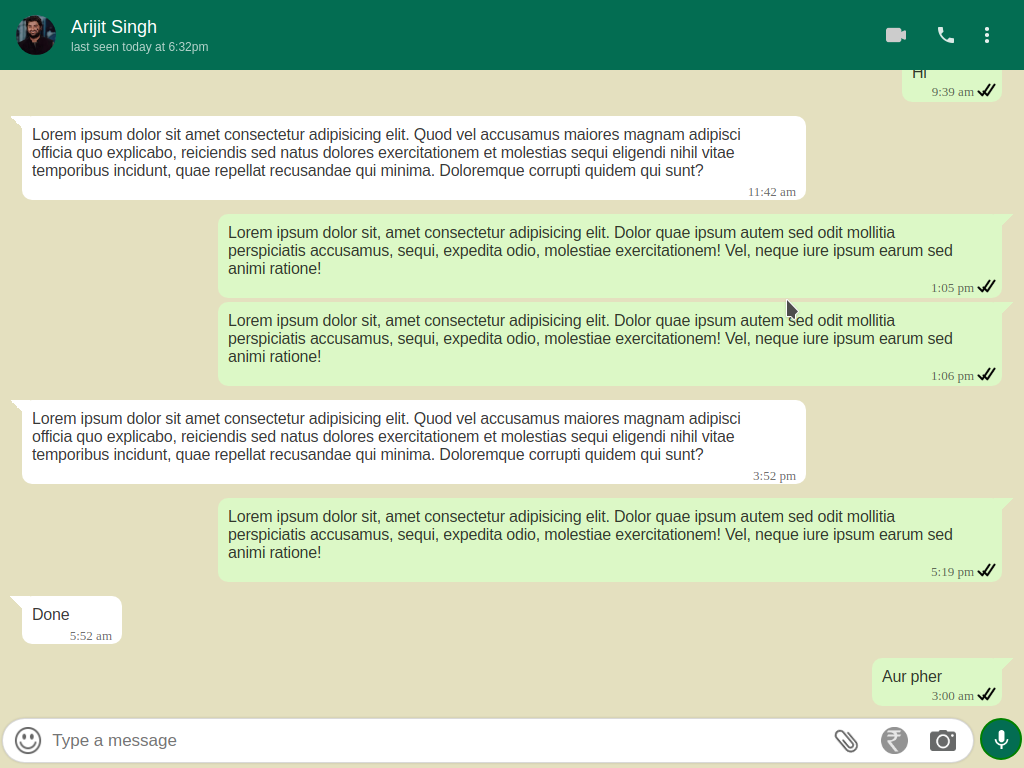 Arijit Singh
last seen today at 6:32pm
Hi
9:39 am
Lorem ipsum dolor sit amet consectetur adipisicing elit. Quod vel accusamus maiores magnam adipisci
officia quo explicabo, reiciendis sed natus dolores exercitationem et molestias sequi eligendi nihil vitae
temporibus incidunt, quae repellat recusandae qui minima. Doloremque corrupti quidem qui sunt?
11:42 am
Lorem ipsum dolor sit, amet consectetur adipisicing elit. Dolor quae ipsum autem sed odit mollitia
perspiciatis accusamus, sequi, expedita odio, molestiae exercitationem! Vel, neque iure ipsum earum sed
animi ratione!
1:05 pm
Lorem ipsum dolor sit, amet consectetur adipisicing elit. Dolor quae ipsum autem sed odit mollitia
perspiciatis accusamus, sequi, expedita odio, molestiae exercitationem! Vel, neque iure ipsum earum sed
animi ratione!
1:06 pm
Lorem ipsum dolor sit amet consectetur adipisicing elit. Quod vel accusamus maiores magnam adipisci
officia quo explicabo, reiciendis sed natus dolores exercitationem et molestias sequi eligendi nihil vitae
temporibus incidunt, quae repellat recusandae qui minima. Doloremque corrupti quidem qui sunt?
3:52 pm
Lorem ipsum dolor sit, amet consectetur adipisicing elit. Dolor quae ipsum autem sed odit mollitia
perspiciatis accusamus, sequi, expedita odio, molestiae exercitationem! Vel, neque iure ipsum earum sed
animi ratione!
5:19 pm
Done
5:52 am
Aur pher
3:00 am
Type a message
₹